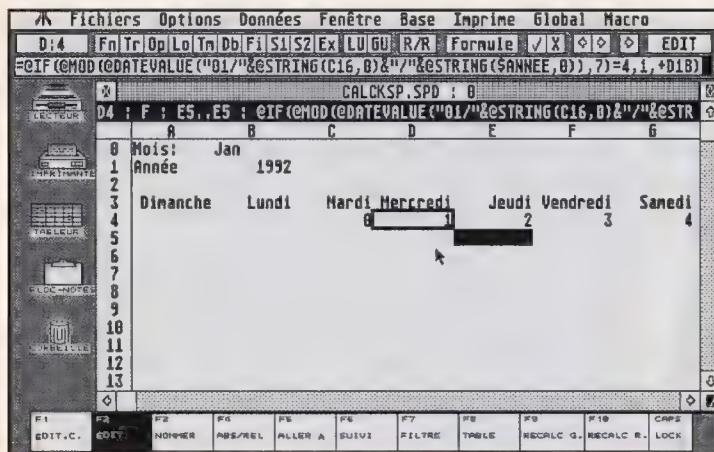 Fichiers Options Données Fenêtre Base Imprime Global Macro
D:4 Fn Tr Op Lo Tm Db Fi S1 S2 Ex LU GU R/R Formule √ X EDIT
=@IF(@MOD(@DATEVALUE("01/"&@STRING(C16,0)&"/"&@STRING($ANNEE,0)),7)=4,1,+D18)
CALCKSP.SPD : 0
D4 : F : E5..E5 : @IF(@MOD(@DATEVALUE("01/"&@STRING(C16,0)&"/"&@STR
A B C D E F G
0 Mois: Jan
1 Année 1992
2
3 Dimanche Lundi Mardi Mercredi Jeudi Vendredi Samedi
4 0 1 2 3 4
5
6
7
8
9
10
11
12
13
LECTEUR
IMPRIMANTE
TABLEUR
BLOC-NOTES
CORBEILLE
F1 F2 F3 F4 F5 F6 F7 F8 F9 F10 CAPS
EDIT.C. EDIT. NOMMER ABS/REL ALLER A SUIVI FILTRE TABLE RECALC G. RECALC R. LOCK